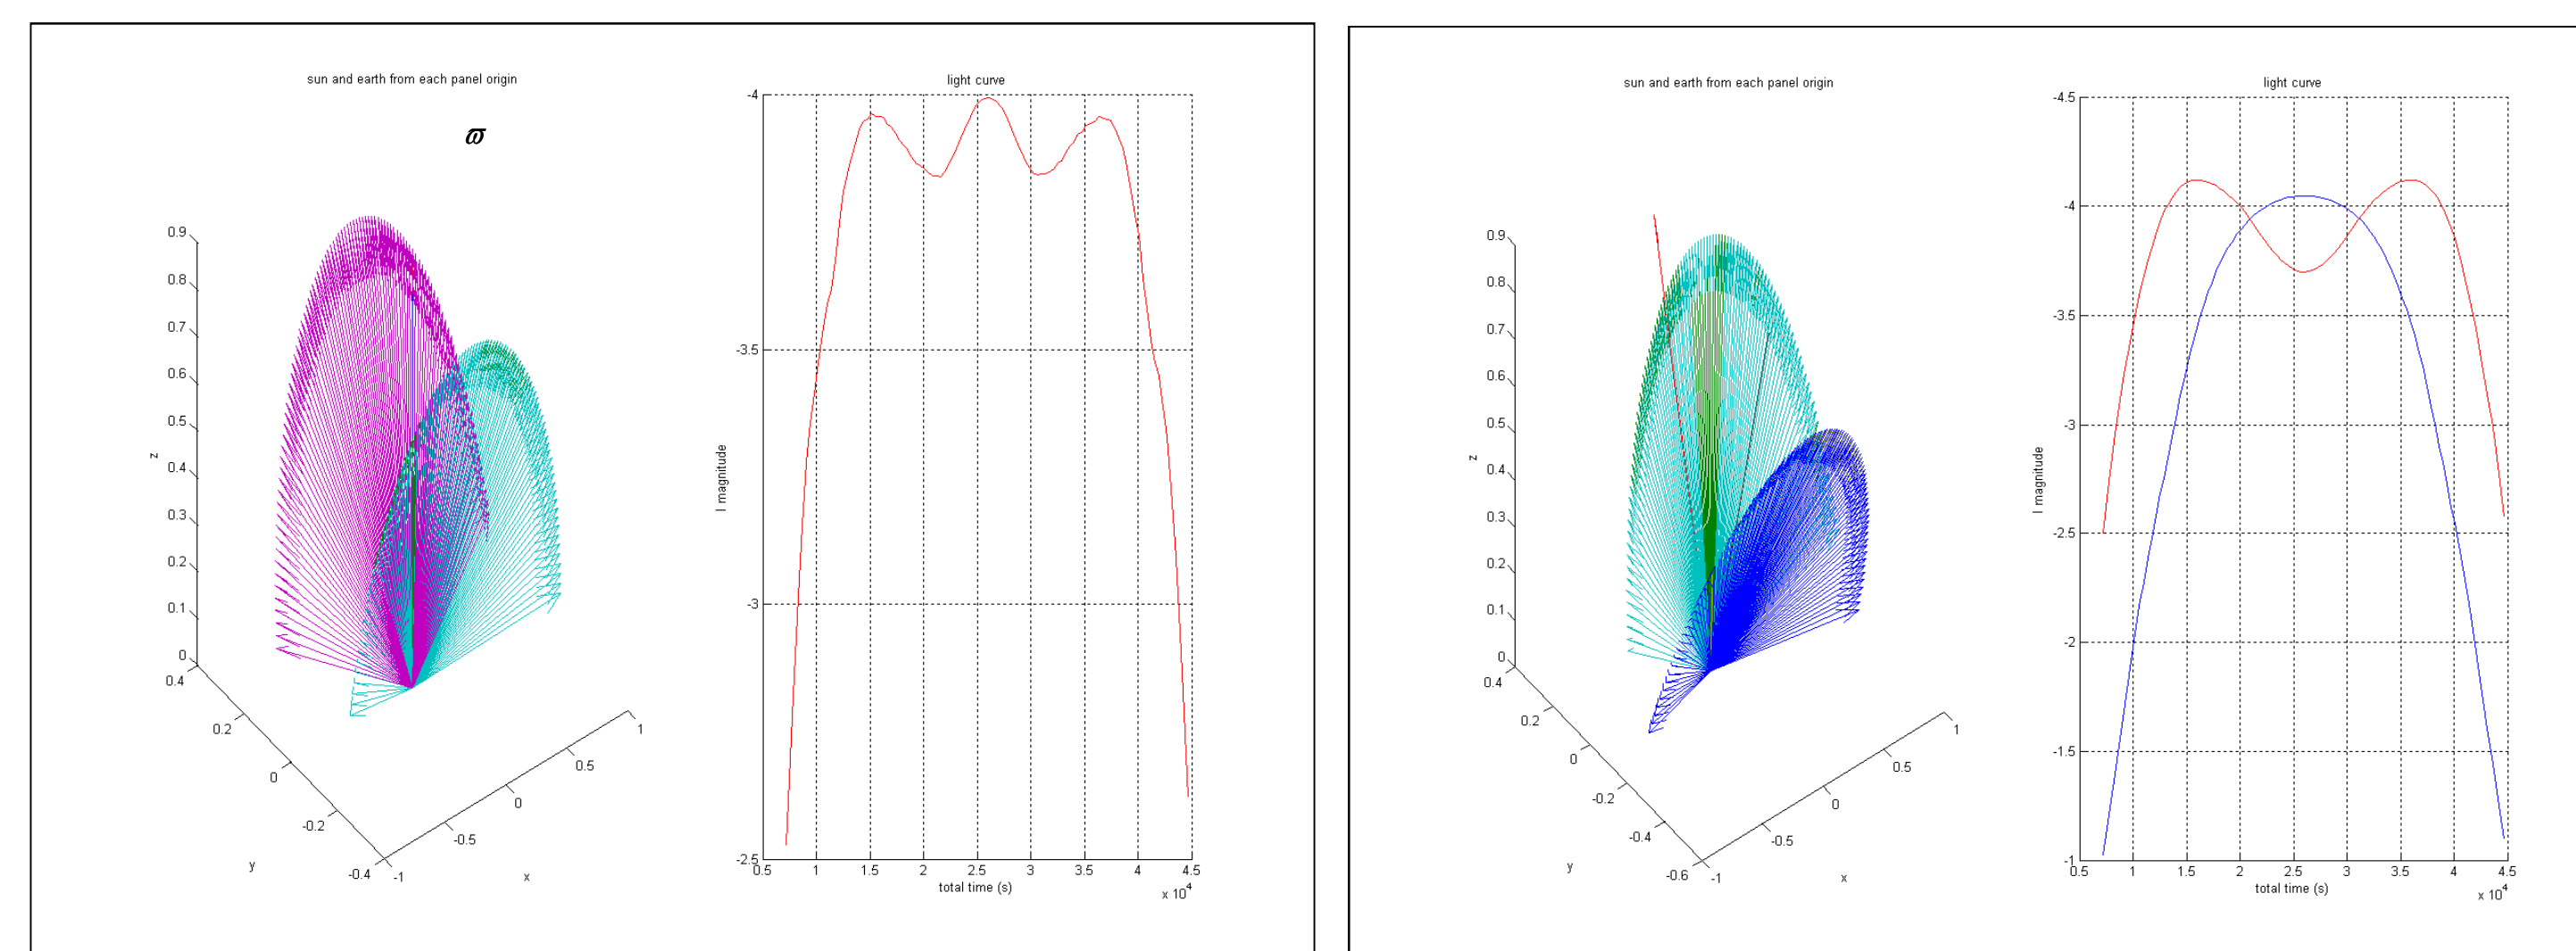 sun and earth from each panel origin
ϖ
0.9
0.8
0.7
0.6
0.5
0.4
0.3
0.2
0.1
0
z
0.4
0.2
0
-0.2
-0.4
y
-1
-0.5
0
0.5
1
x
light curve
-4
-3.5
-3
-2.5
I magnitude
0.5 1 1.5 2 2.5 3 3.5 4 4.5
total time (s)
x 10^4
sun and earth from each panel origin
0.9
0.8
0.7
0.6
0.5
0.4
0.3
0.2
0.1
0
z
0.4
0.2
0
-0.2
-0.4
-0.6
y
-1
-0.5
0
0.5
1
x
light curve
-4.5
-4
-3.5
-3
-2.5
-2
-1.5
-1
I magnitude
0.5 1 1.5 2 2.5 3 3.5 4 4.5
total time (s)
x 10^4